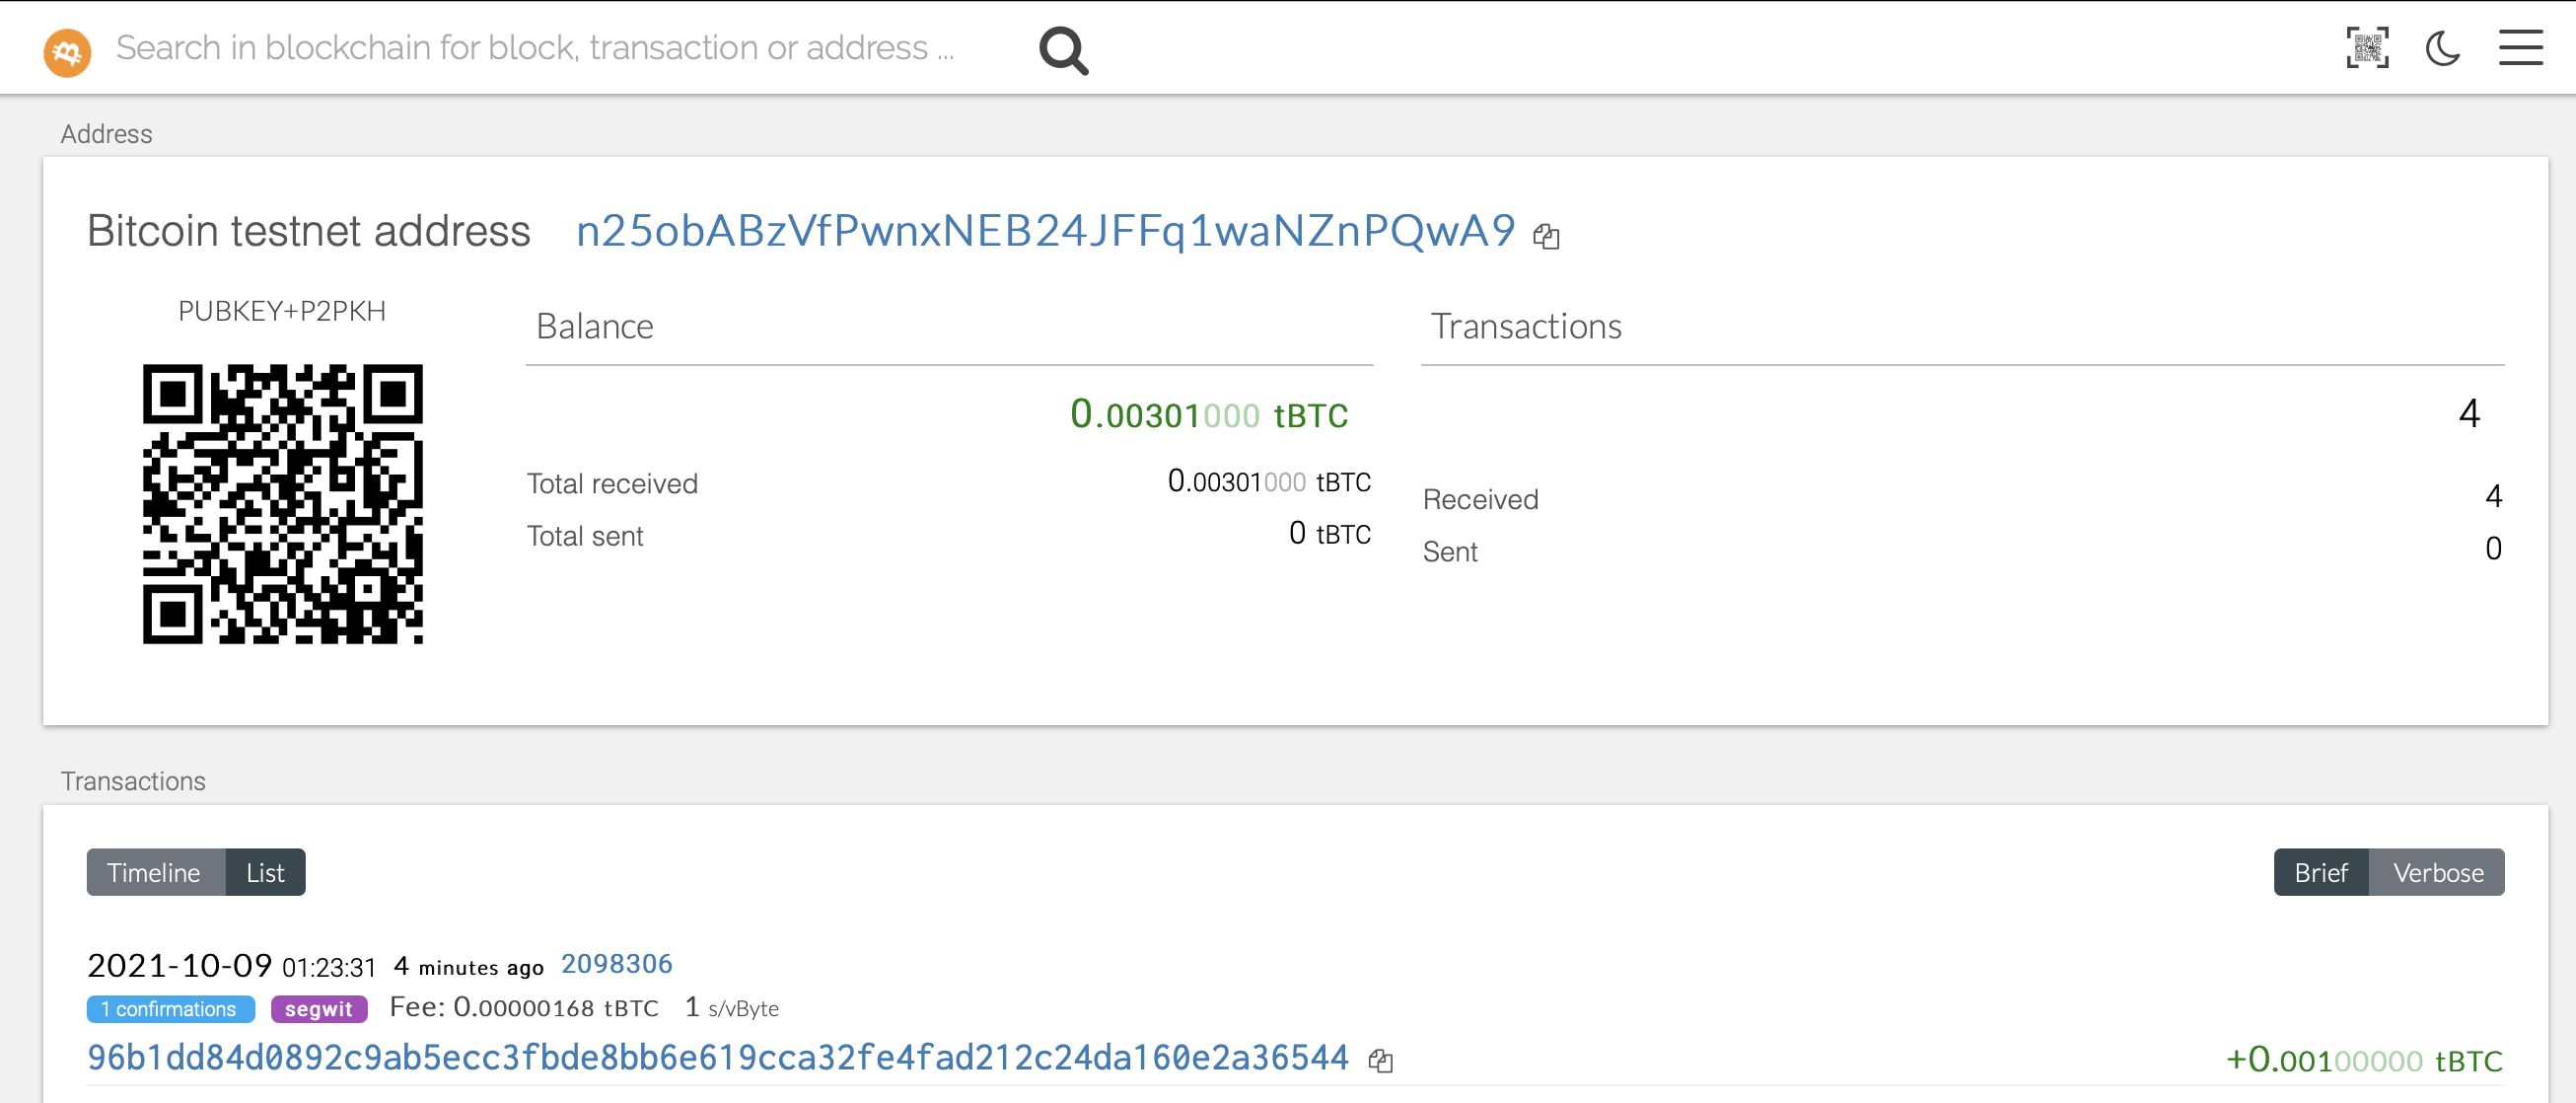 Search in blockchain for block, transaction or address ...
Address
Bitcoin testnet address n25obABzVfPwnxNEB24JFFq1waNZnPQwA9
PUBKEY+P2PKH
Balance
Transactions
0.00301000 tBTC
4
Total received 0.00301000 tBTC
Received 4
Total sent 0 tBTC
Sent 0
Transactions
Timeline List
Brief Verbose
2021-10-09 01:23:31 4 minutes ago 2098306
1 confirmations segwit Fee: 0.00000168 tBTC 1 s/vByte
96b1dd84d0892c9ab5ecc3fbde8bb6e619cca32fe4fad212c24da160e2a36544 +0.00100000 tBTC